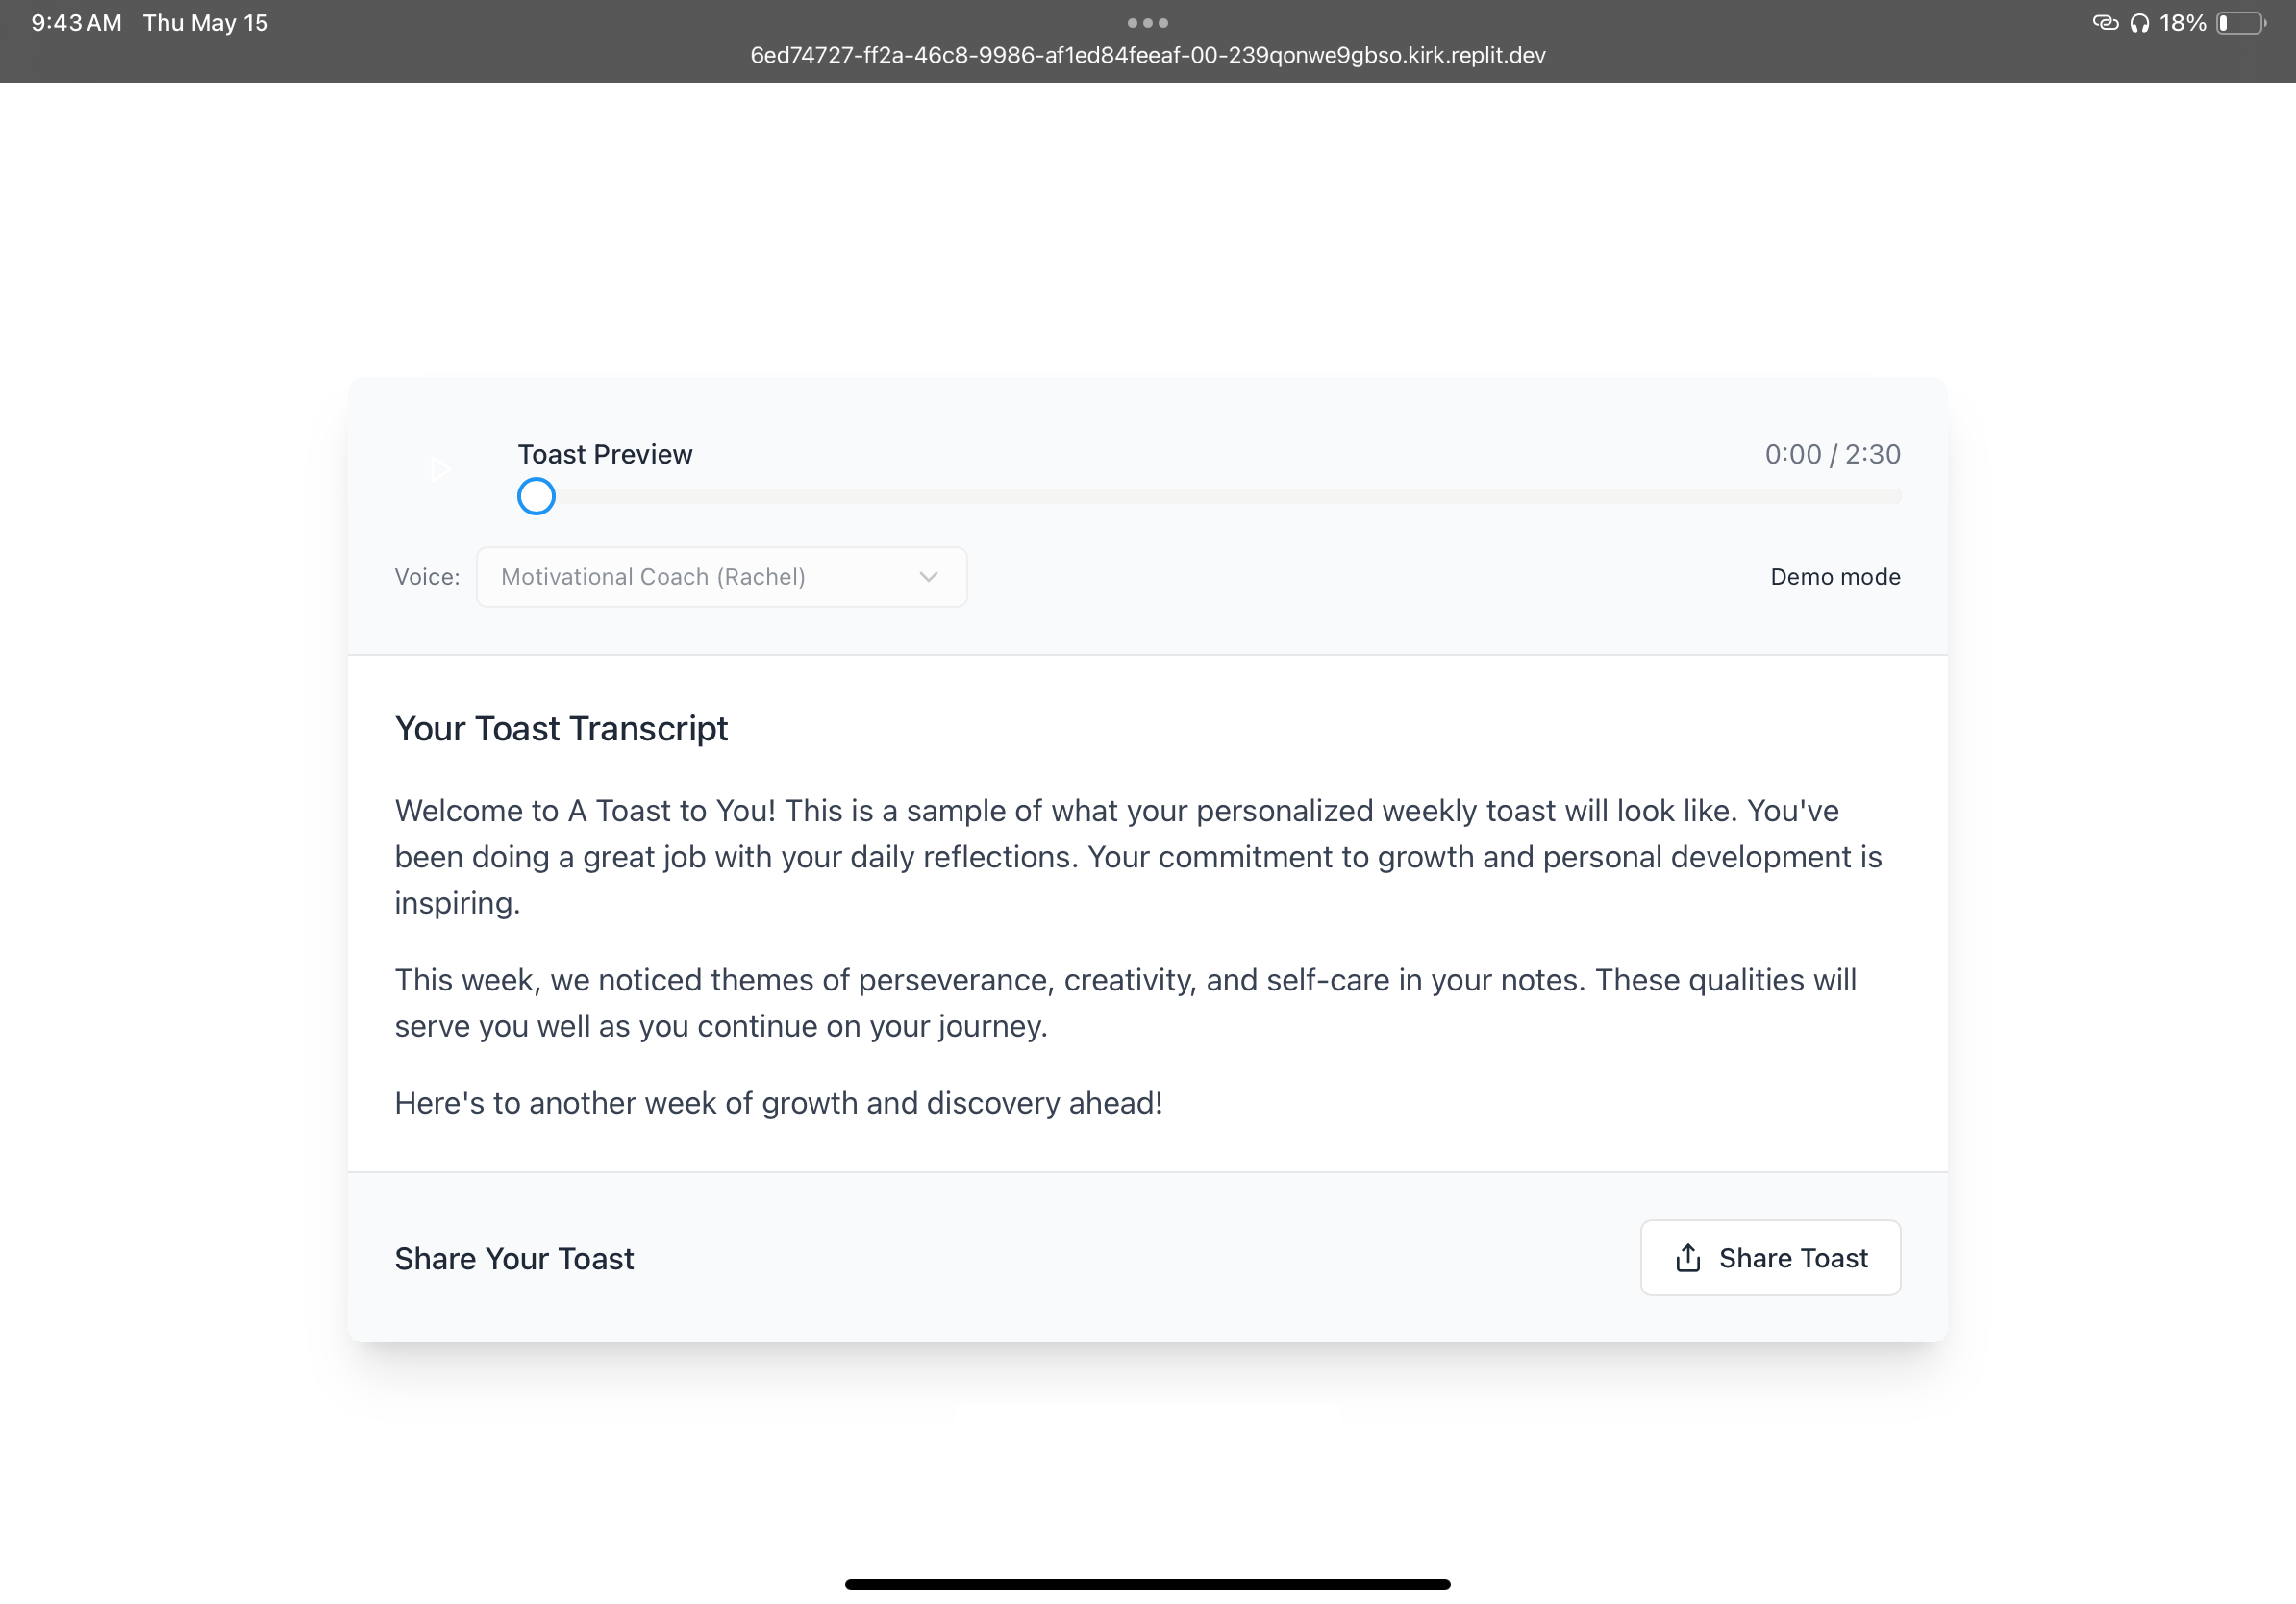 9:43 AM Thu May 15
18%
6ed74727-ff2a-46c8-9986-af1ed84feeaf-00-239qonwe9gbso.kirk.replit.dev
Toast Preview
0:00 / 2:30
Voice:
Motivational Coach (Rachel)
Demo mode
Your Toast Transcript
Welcome to A Toast to You! This is a sample of what your personalized weekly toast will look like. You've
been doing a great job with your daily reflections. Your commitment to growth and personal development is
inspiring.
This week, we noticed themes of perseverance, creativity, and self-care in your notes. These qualities will
serve you well as you continue on your journey.
Here's to another week of growth and discovery ahead!
Share Your Toast
Share Toast